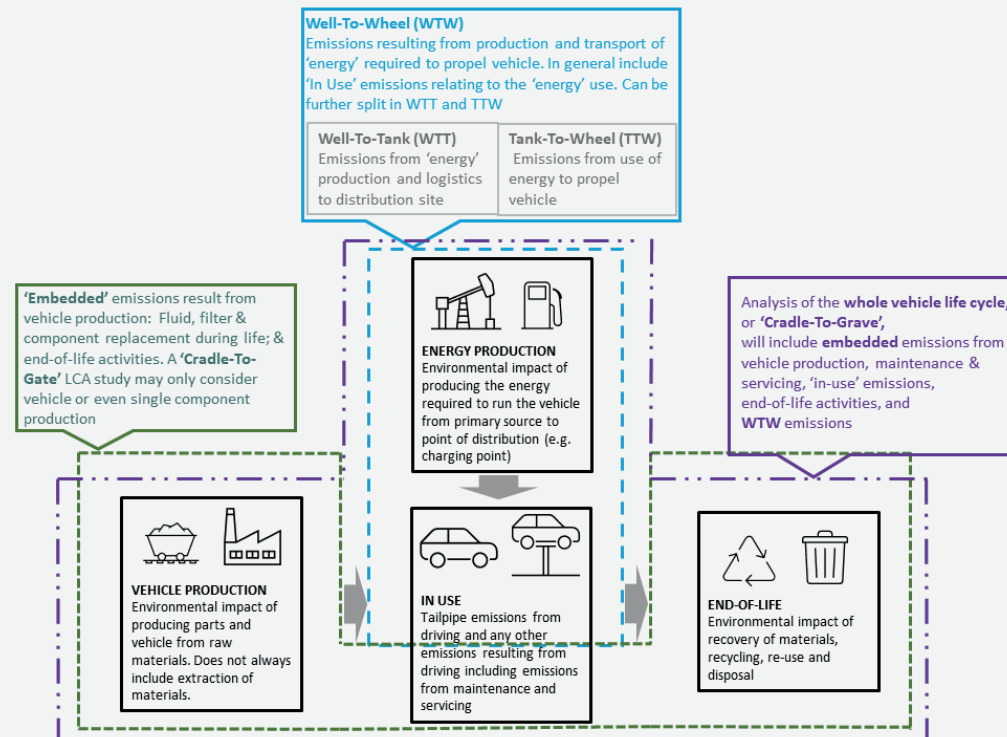 Well-To-Wheel (WTW)
Emissions resulting from production and transport of
‘energy’ required to propel vehicle. In general include
‘In Use’ emissions relating to the ‘energy’ use. Can be
further split in WTT and TTW
Well-To-Tank (WTT)
Emissions from ‘energy’
production and logistics
to distribution site
Tank-To-Wheel (TTW)
Emissions from use of
energy to propel
vehicle
‘Embedded’ emissions result from
vehicle production: Fluid, filter &
component replacement during life; &
end-of-life activities. A ‘Cradle-To-
Gate’ LCA study may only consider
vehicle or even single component
production
ENERGY PRODUCTION
Environmental impact of
producing the energy
required to run the vehicle
from primary source to
point of distribution (e.g.
charging point)
Analysis of the whole vehicle life cycle,
or ‘Cradle-To-Grave’,
will include embedded emissions from
vehicle production, maintenance &
servicing, ‘in-use’ emissions,
end-of-life activities, and
WTW emissions
VEHICLE PRODUCTION
Environmental impact of
producing parts and
vehicle from raw
materials. Does not always
include extraction of
materials.
IN USE
Tailpipe emissions from
driving and any other
emissions resulting from
driving including emissions
from maintenance and
servicing
END-OF-LIFE
Environmental impact of
recovery of materials,
recycling, re-use and
disposal